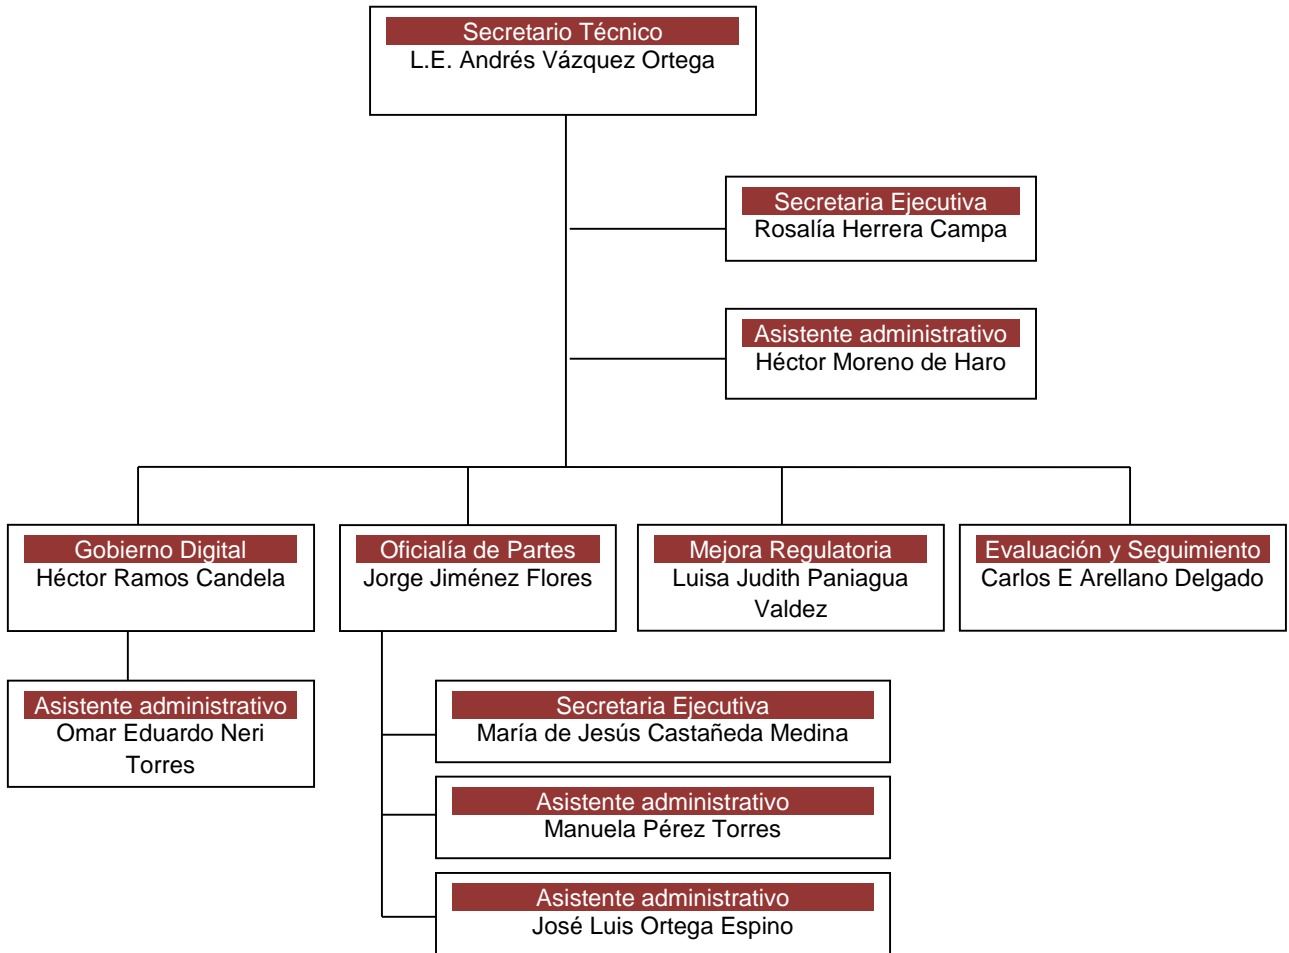 Secretario Técnico
L.E. Andrés Vázquez Ortega
Secretaria Ejecutiva
Rosalía Herrera Campa
Asistente administrativo
Héctor Moreno de Haro
Gobierno Digital
Héctor Ramos Candela
Oficialía de Partes
Jorge Jiménez Flores
Mejora Regulatoria
Luisa Judith Paniagua
Valdez
Evaluación y Seguimiento
Carlos E Arellano Delgado
Asistente administrativo
Omar Eduardo Neri
Torres
Secretaria Ejecutiva
María de Jesús Castañeda Medina
Asistente administrativo
Manuela Pérez Torres
Asistente administrativo
José Luis Ortega Espino